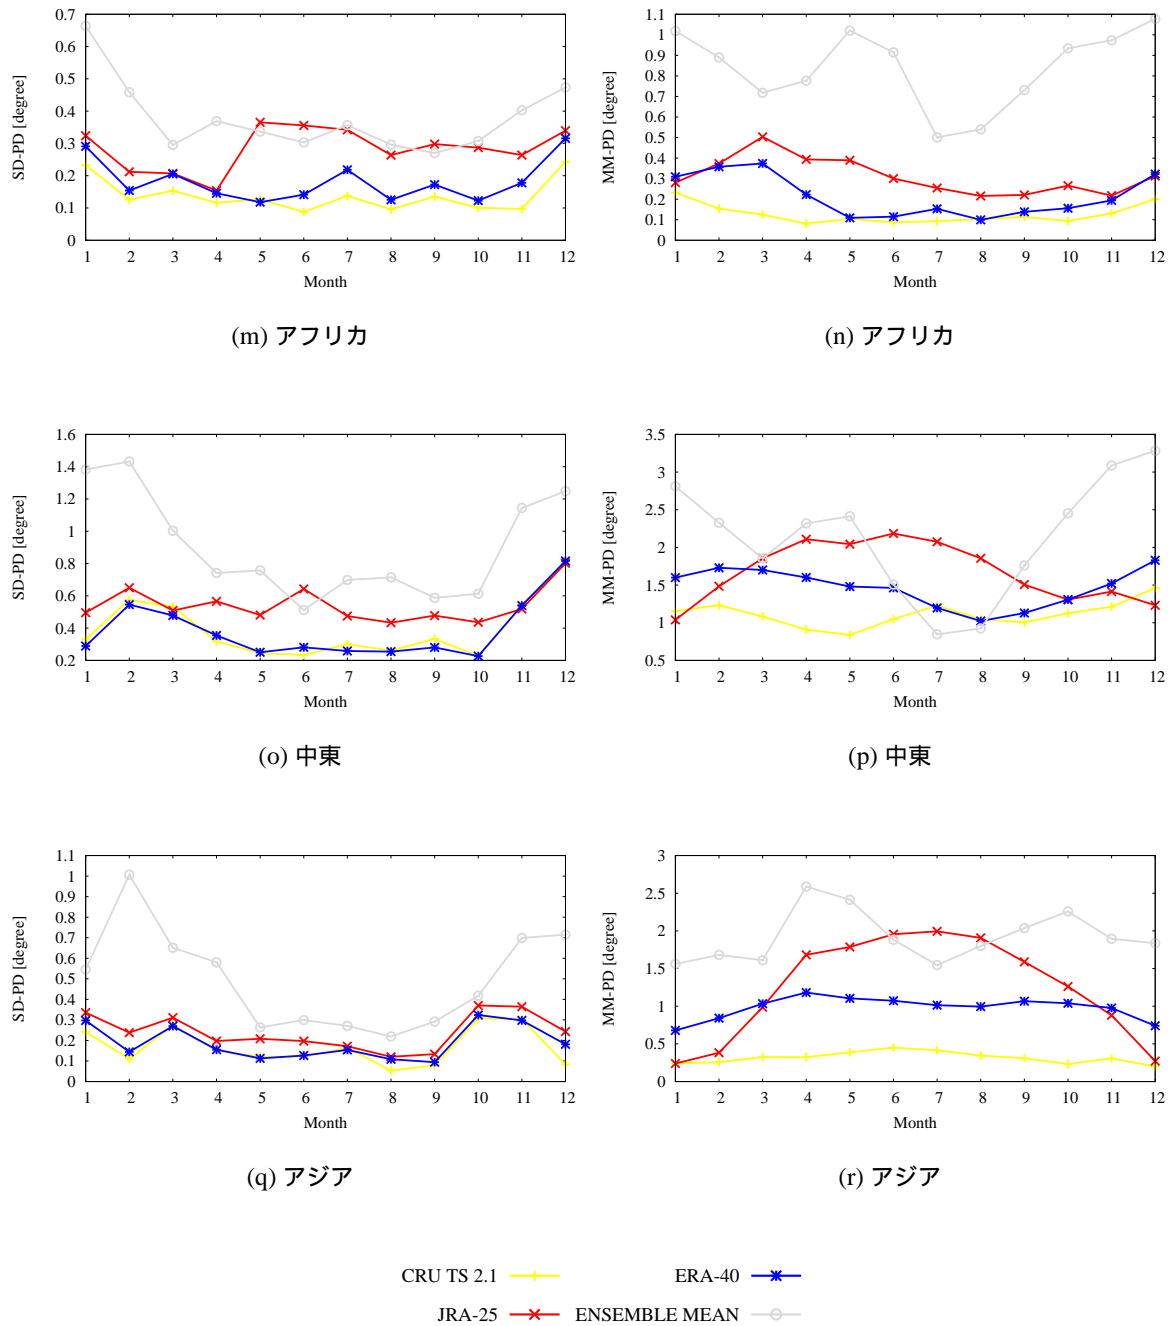 0.7
0.6
0.5
0.4
0.3
0.2
0.1
0
SD-PD [degree]
1 2 3 4 5 6 7 8 9 10 11 12
Month
(m) アフリカ
1.1
1
0.9
0.8
0.7
0.6
0.5
0.4
0.3
0.2
0.1
0
MM-PD [degree]
1 2 3 4 5 6 7 8 9 10 11 12
Month
(n) アフリカ
1.6
1.4
1.2
1
0.8
0.6
0.4
0.2
SD-PD [degree]
1 2 3 4 5 6 7 8 9 10 11 12
Month
(o) 中東
3.5
3
2.5
2
1.5
1
0.5
MM-PD [degree]
1 2 3 4 5 6 7 8 9 10 11 12
Month
(p) 中東
1.1
1
0.9
0.8
0.7
0.6
0.5
0.4
0.3
0.2
0.1
0
SD-PD [degree]
1 2 3 4 5 6 7 8 9 10 11 12
Month
(q) アジア
3
2.5
2
1.5
1
0.5
0
MM-PD [degree]
1 2 3 4 5 6 7 8 9 10 11 12
Month
(r) アジア
CRU TS 2.1 ERA-40
JRA-25 ENSEMBLE MEAN